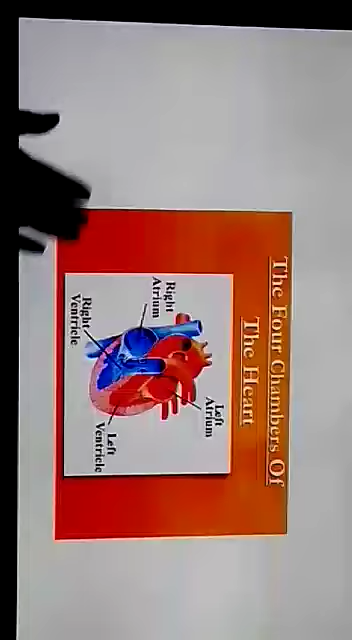 The Four Chambers Of
The Heart
Right
Atrium
Left
Atrium
Right
Ventricle
Left
Ventricle